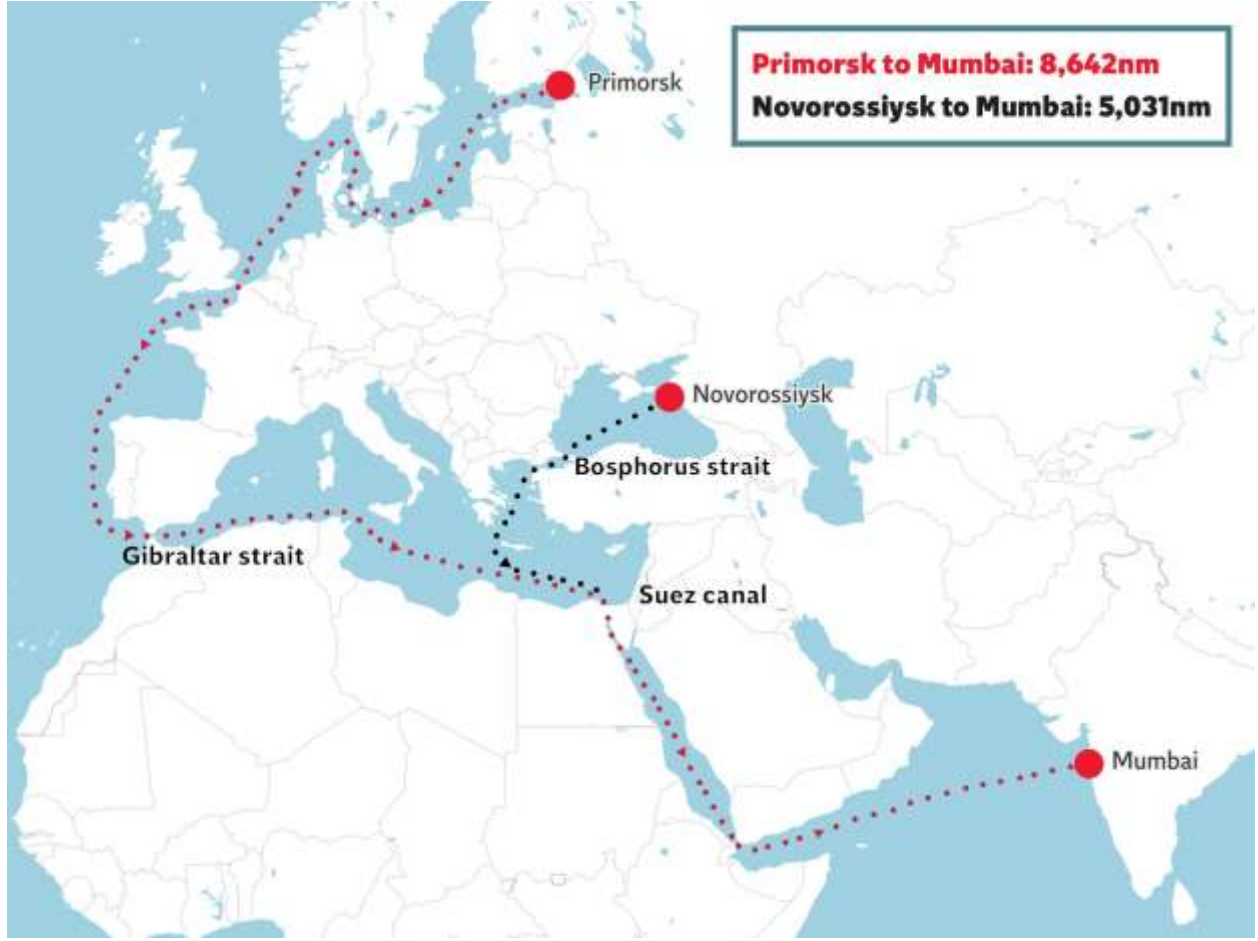 Primorsk to Mumbai: 8,642nm
Novorossiysk to Mumbai: 5,031nm
Primorsk
Novorossiysk
Bosphorus strait
Gibraltar strait
Suez canal
Mumbai